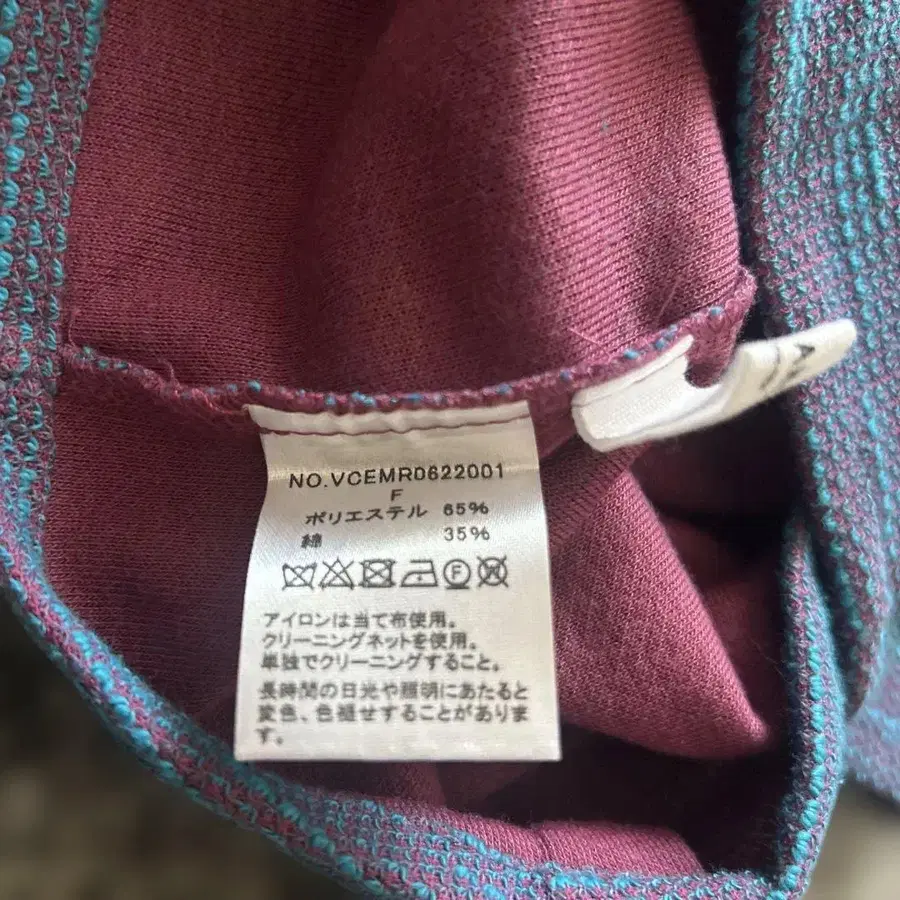 NO.VCEMR0622001
F
ポリエステル 65%
綿 35%
アイロンは当て布使用。
クリーニングネットを使用。
単独でクリーニングすること。
長時間の日光や照明にあたると
変色、色褪せすることがありま
す。